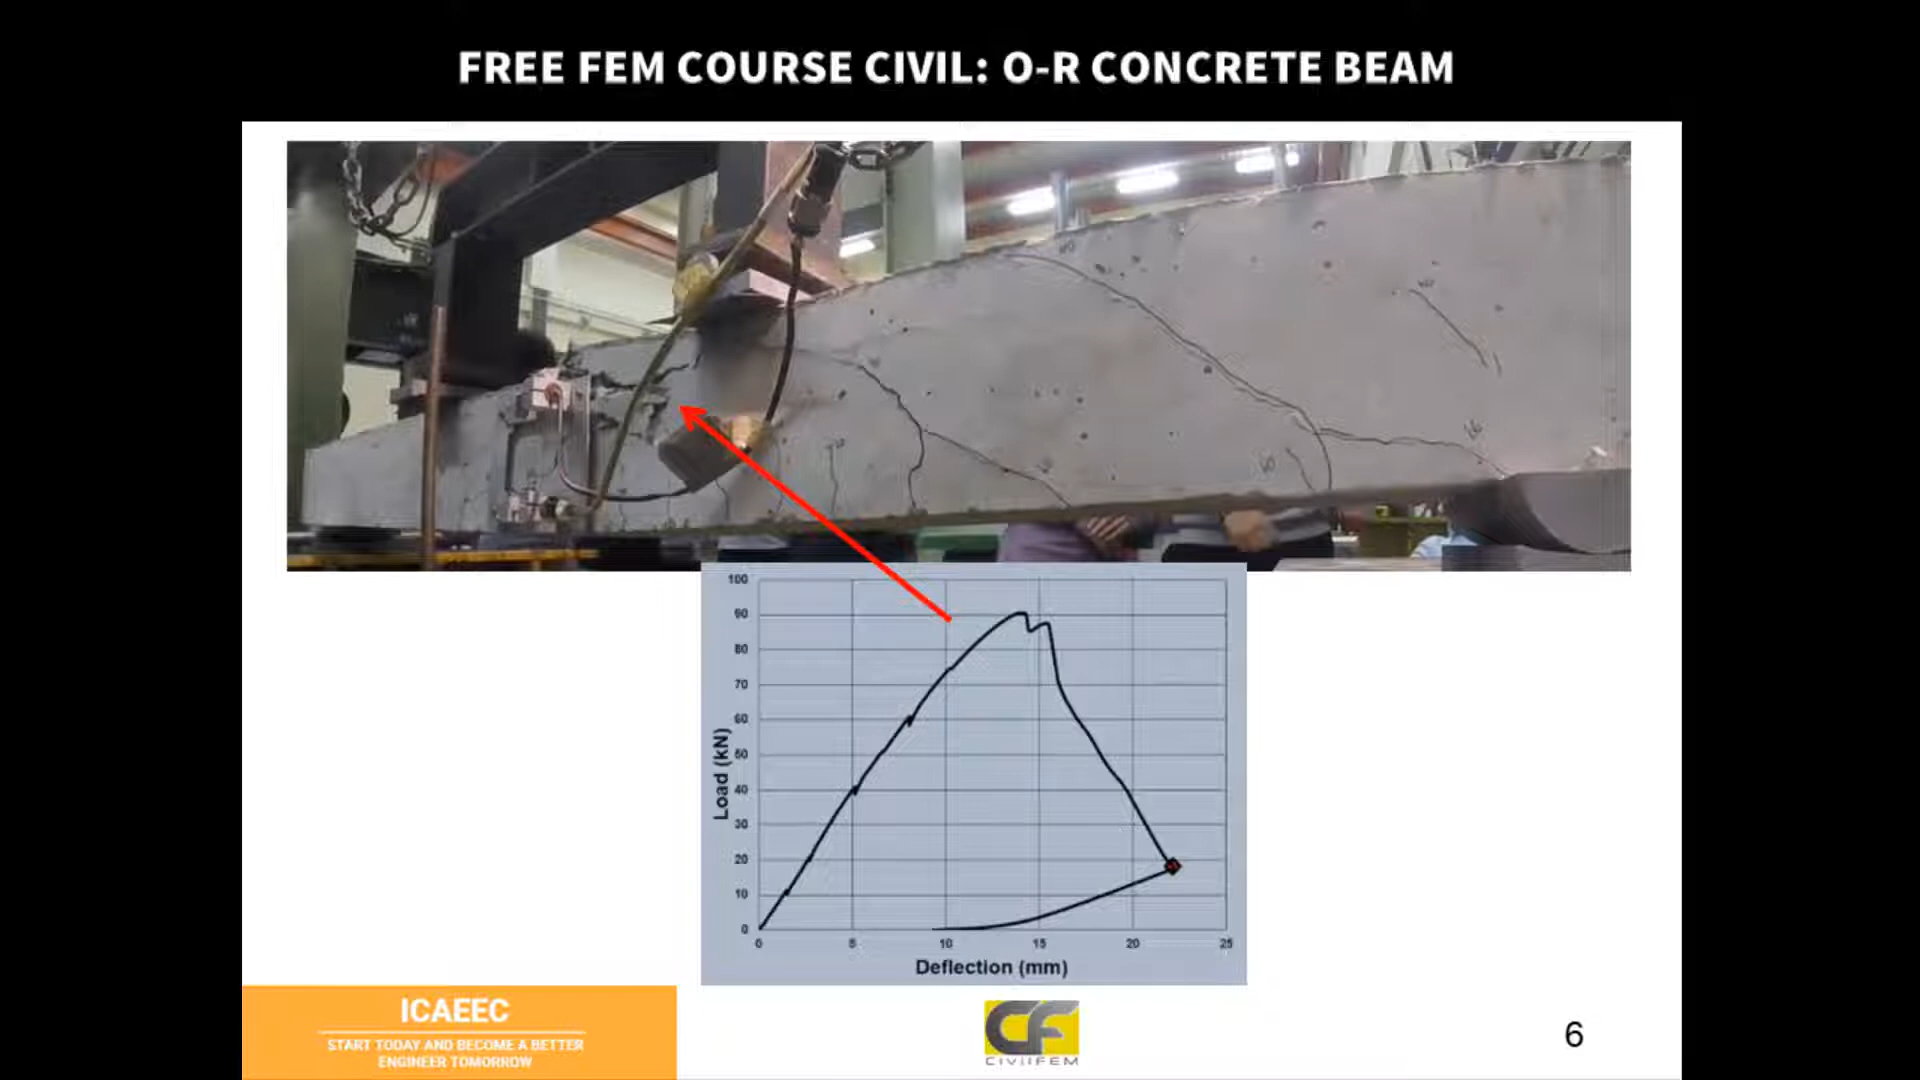 FREE FEM COURSE CIVIL: O-R CONCRETE BEAM
100
90
80
70
60
50
40
30
20
10
0
Load (kN)
0 5 10 15 20 25
Deflection (mm)
ICAEEC
START TODAY AND BECOME A BETTER
ENGINEER TOMORROW
CF
CIVILFEM
6